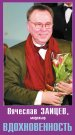 Вячеслав ЗАЙЦЕВ,
модельер
ВДОХНОВЕННОСТЬ